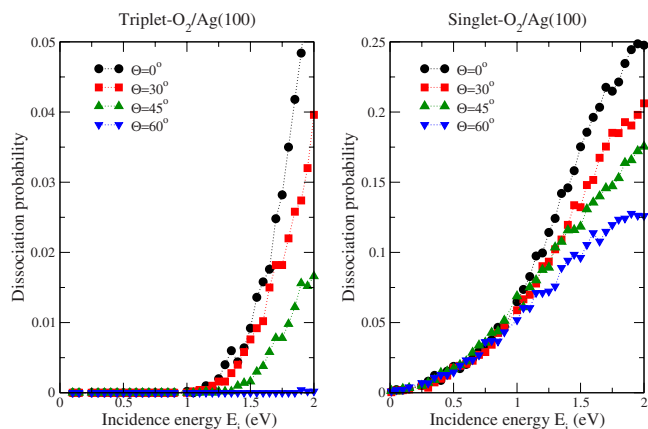 Triplet-O₂/Ag(100)
0.05
0.04
0.03
0.02
0.01
0
Dissociation probability
Θ=0°
Θ=30°
Θ=45°
Θ=60°
0 0.5 1 1.5 2
Incidence energy Eᵢ (eV)
Singlet-O₂/Ag(100)
0.25
0.2
0.15
0.1
0.05
0
Dissociation probability
Θ=0°
Θ=30°
Θ=45°
Θ=60°
0 0.5 1 1.5 2
Incidence energy Eᵢ (eV)